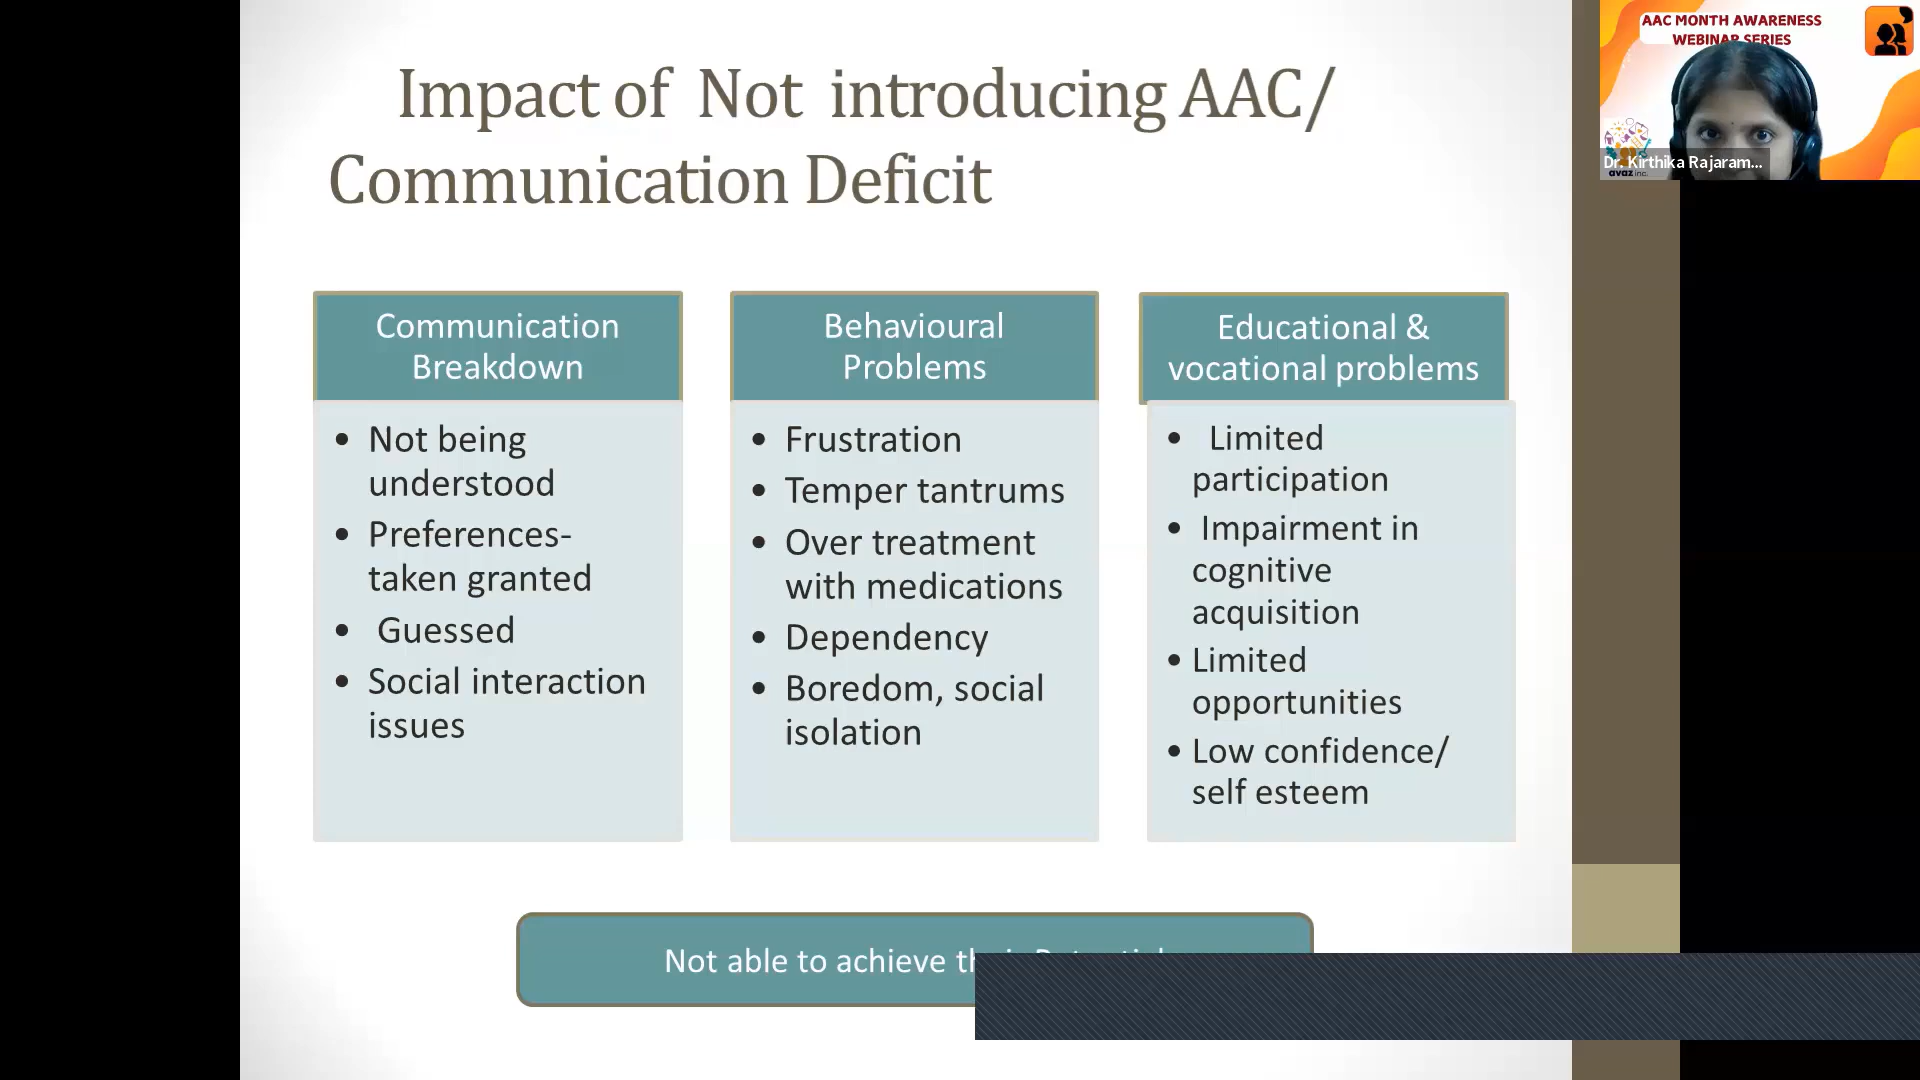 Impact of Not introducing AAC/
Communication Deficit
Communication
Breakdown
• Not being
understood
• Preferences-
taken granted
• Guessed
• Social interaction
issues
Behavioural
Problems
• Frustration
• Temper tantrums
• Over treatment
with medications
• Dependency
• Boredom, social
isolation
Educational &
vocational problems
• Limited
participation
• Impairment in
cognitive
acquisition
• Limited
opportunities
• Low confidence/
self esteem
Not able to achieve
AAC MONTH AWARENESS
WEBINAR SERIES
Dr. Kirthika Rajaram...
avaz inc.